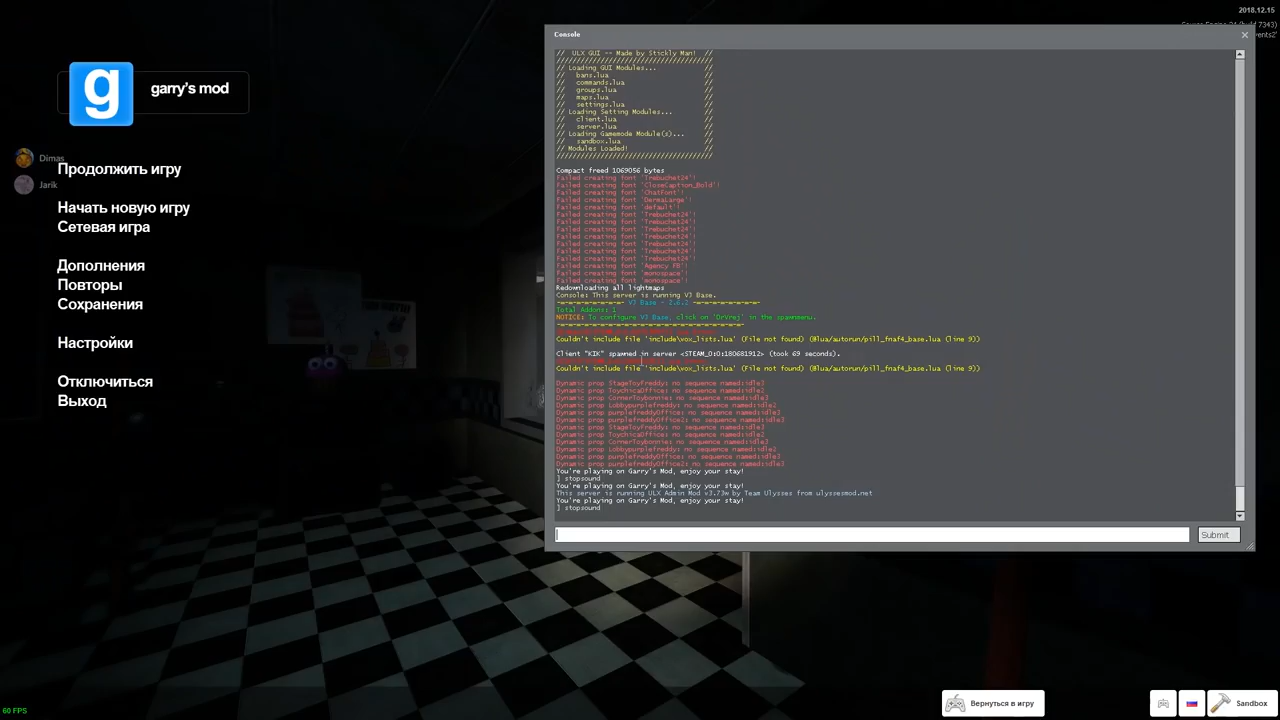 2018.12.15
garry's mod
Dimas
Jarik
Продолжить игру
Начать новую игру
Сетевая игра
Дополнения
Повторы
Сохранения
Настройки
Отключиться
Выход
60 FPS
Console
// ULX GUI -- Made by Stickly Man! //
///////////////////////////////////////
// Loading GUI Modules... //
// bans.lua //
// commands.lua //
// groups.lua //
// maps.lua //
// settings.lua //
// Loading Setting Modules... //
// client.lua //
// server.lua //
// Loading Gamemode Module(s)... //
// sandbox.lua //
// Modules Loaded! //
///////////////////////////////////////
Compact freed 1069056 bytes
Failed creating font 'Trebuchet24'!
Failed creating font 'CloseCaption_Bold'!
Failed creating font 'ChatFont'!
Failed creating font 'DermaLarge'!
Failed creating font 'default'!
Failed creating font 'Trebuchet24'!
Failed creating font 'Trebuchet24'!
Failed creating font 'Trebuchet24'!
Failed creating font 'Trebuchet24'!
Failed creating font 'Trebuchet24'!
Failed creating font 'Trebuchet24'!
Failed creating font 'Trebuchet24'!
Failed creating font 'Agency FB'!
Failed creating font 'monospace'!
Failed creating font 'monospace'!
Redownloading all lightmaps
Console: This server is running VJ Base.
VJ Base - 2.6.2
Total Addons: 1
NOTICE: To configure VJ Base: click on 'DrVrej' in the spawnmenu.
Couldn't include file 'include\vox_lists.lua' (File not found) (@lua/autorun/pill_fnaf4_base.lua (line 9))
Client "KIK" spawned in server <STEAM_0:0:180681912> (took 69 seconds).
Couldn't include file 'include\vox_lists.lua' (File not found) (@lua/autorun/pill_fnaf4_base.lua (line 9))
Dynamic prop StageToyFreddy: no sequence named:idle3
Dynamic prop ToychicaOffice: no sequence named:idle2
Dynamic prop CornerToybonnie: no sequence named:idle3
Dynamic prop Lobbypurplefreddy: no sequence named:idle2
Dynamic prop purplefreddyOffice: no sequence named:idle3
Dynamic prop purplefreddyOffice2: no sequence named:idle3
Dynamic prop StageToyFreddy: no sequence named:idle3
Dynamic prop ToychicaOffice: no sequence named:idle2
Dynamic prop CornerToybonnie: no sequence named:idle3
Dynamic prop Lobbypurplefreddy: no sequence named:idle2
Dynamic prop purplefreddyOffice: no sequence named:idle3
Dynamic prop purplefreddyOffice2: no sequence named:idle3
You're playing on Garry's Mod, enjoy your stay!
] stopsound
You're playing on Garry's Mod, enjoy your stay!
This server is running ULX Admin Mod v3.73w by Team Ulysses from ulyssesmod.net
You're playing on Garry's Mod, enjoy your stay!
] stopsound
Submit
Вернуться в игру
Sandbox